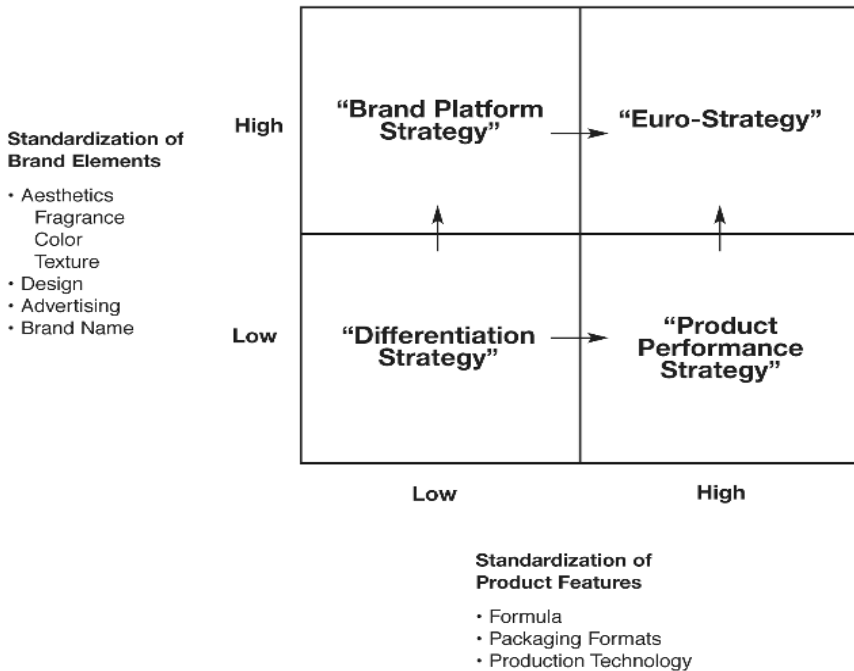 “Brand Platform
Strategy”
“Euro-Strategy”
High
Standardization of
Brand Elements
• Aesthetics
Fragrance
Color
Texture
• Design
• Advertising
• Brand Name
Low
“Differentiation
Strategy”
“Product
Performance
Strategy”
Low
High
Standardization of
Product Features
• Formula
• Packaging Formats
• Production Technology